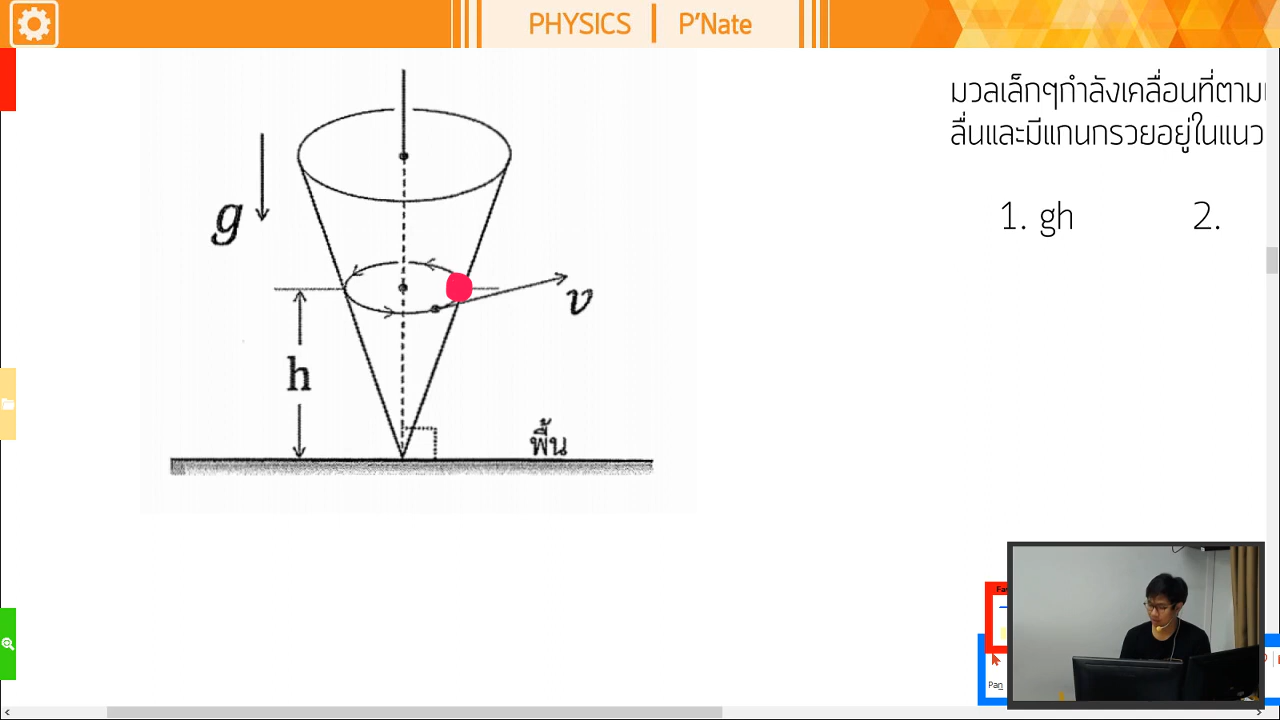 PHYSICS | P'Nate
มวลเล็กๆกำลังเคลื่อนที่ตาม
ลื่นและมีแกนกรวยอยู่ในแนว
1. gh 2.
g
v
h
พื้น
Pan